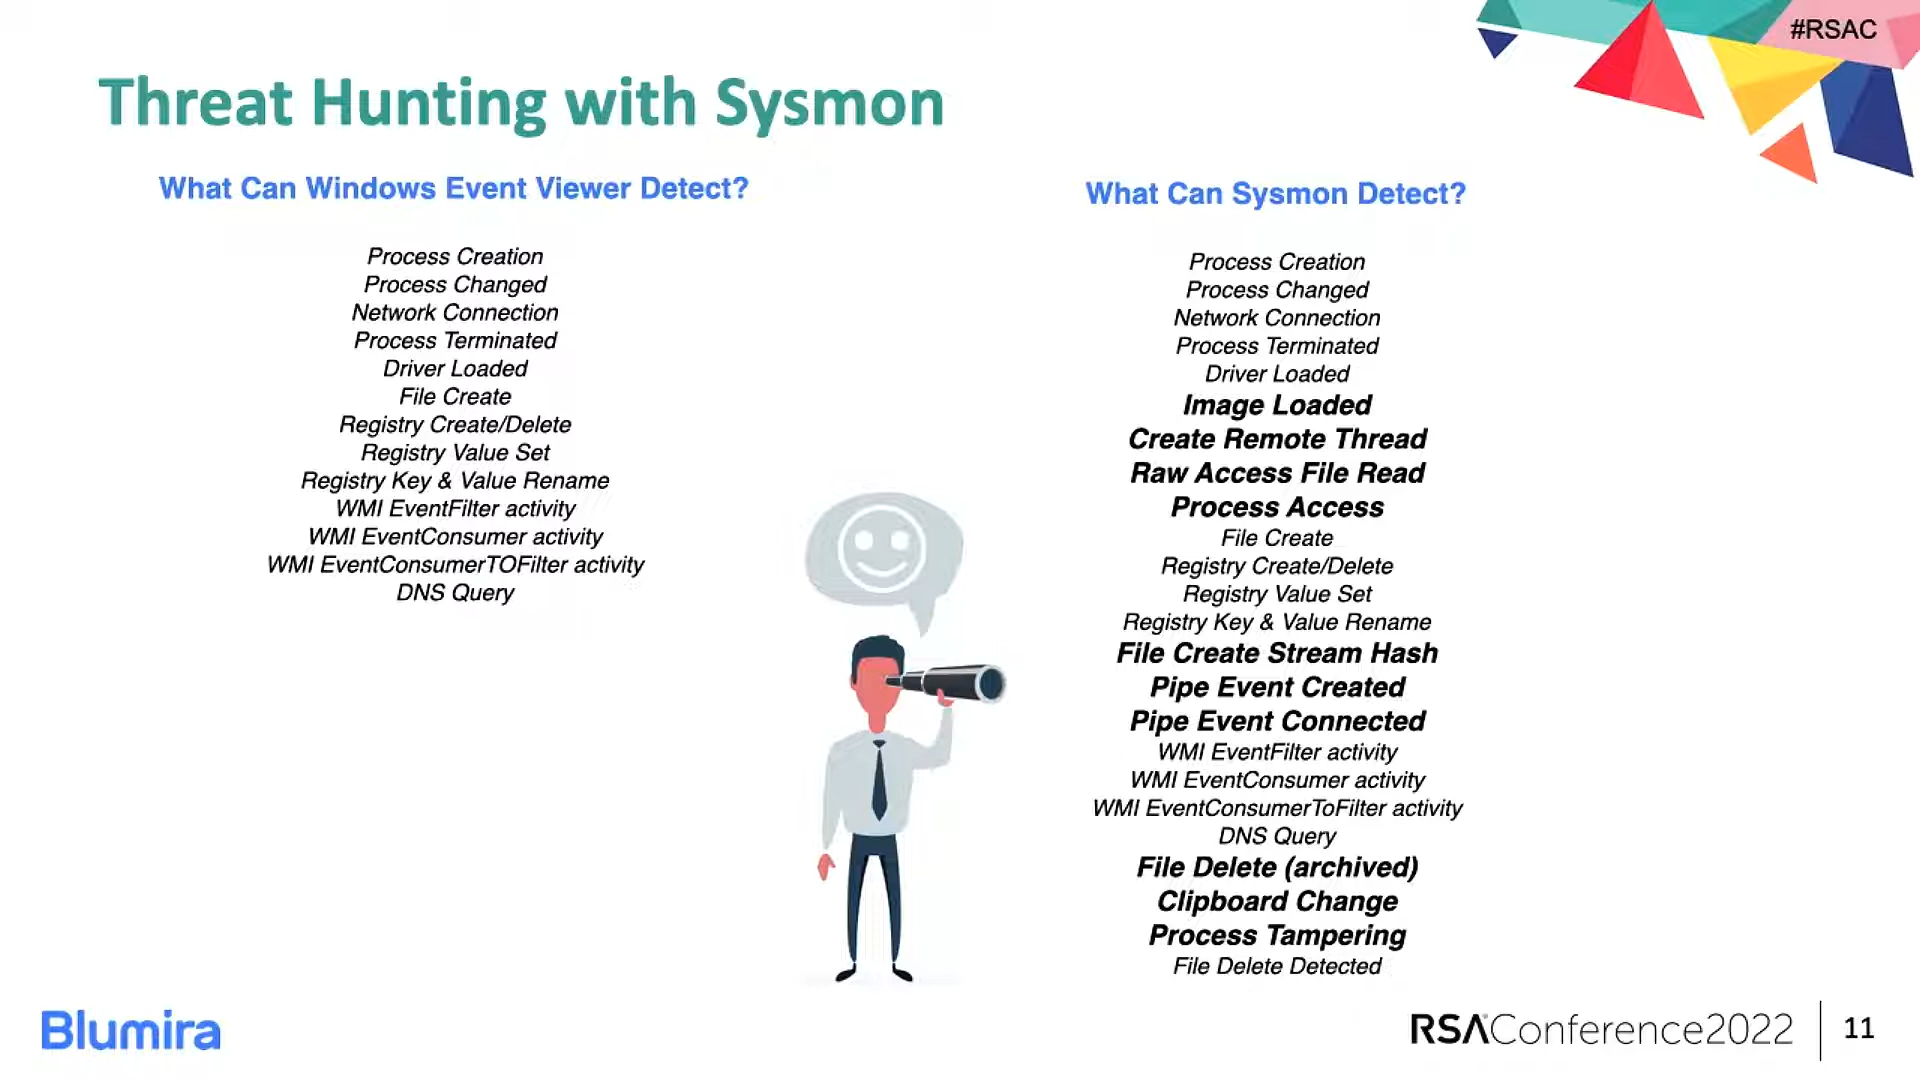 #RSAC
Threat Hunting with Sysmon
What Can Windows Event Viewer Detect?
Process Creation
Process Changed
Network Connection
Process Terminated
Driver Loaded
File Create
Registry Create/Delete
Registry Value Set
Registry Key & Value Rename
WMI EventFilter activity
WMI EventConsumer activity
WMI EventConsumerTOFilter activity
DNS Query
What Can Sysmon Detect?
Process Creation
Process Changed
Network Connection
Process Terminated
Driver Loaded
Image Loaded
Create Remote Thread
Raw Access File Read
Process Access
File Create
Registry Create/Delete
Registry Value Set
Registry Key & Value Rename
File Create Stream Hash
Pipe Event Created
Pipe Event Connected
WMI EventFilter activity
WMI EventConsumer activity
WMI EventConsumerToFilter activity
DNS Query
File Delete (archived)
Clipboard Change
Process Tampering
File Delete Detected
Blumira
RSAConference2022
11